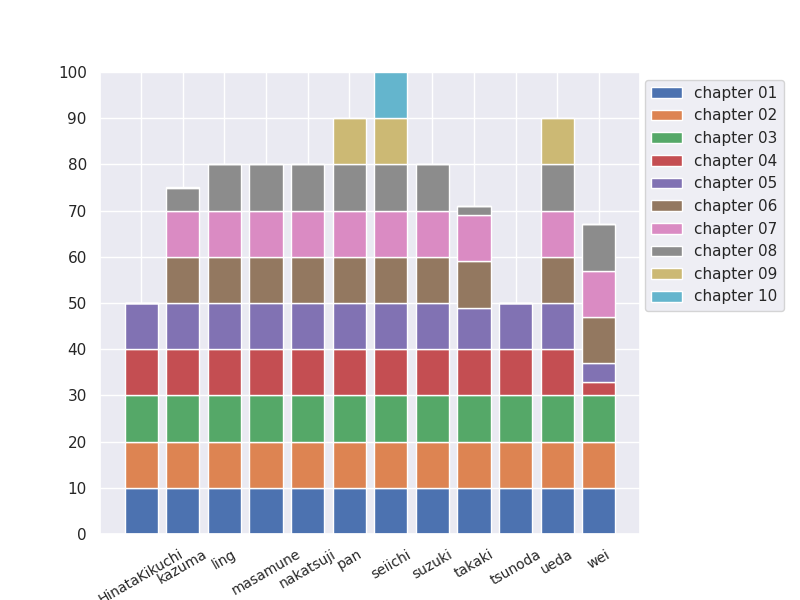 100
90
80
70
60
50
40
30
20
10
0
HinataKikuchi
kazuma
ling
masamune
nakatsuji
pan
seiichi
suzuki
takaki
tsunoda
ueda
wei
chapter 01
chapter 02
chapter 03
chapter 04
chapter 05
chapter 06
chapter 07
chapter 08
chapter 09
chapter 10